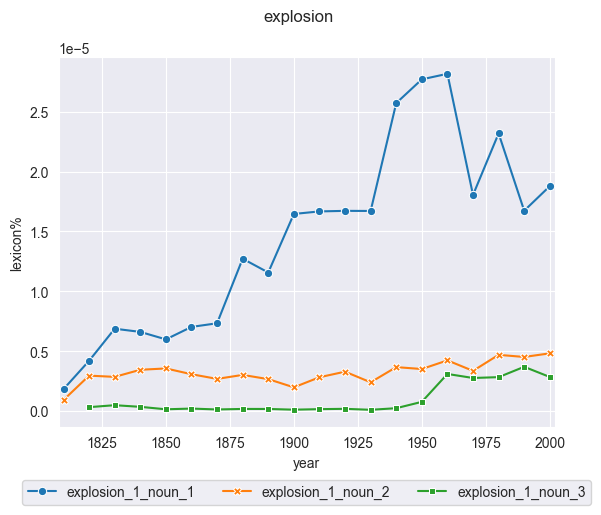 explosion
1e−5
2.5
2.0
1.5
1.0
0.5
0.0
lexicon%
1825 1850 1875 1900 1925 1950 1975 2000
year
explosion_1_noun_1 explosion_1_noun_2 explosion_1_noun_3